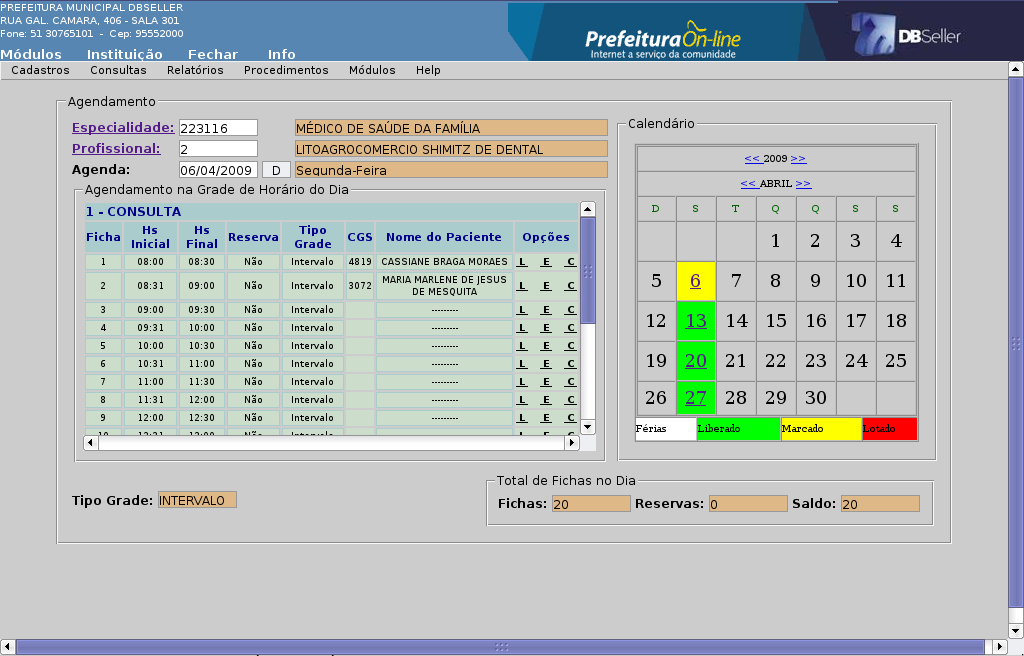 PREFEITURA MUNICIPAL DBSELLER
RUA GAL. CAMARA, 406 - SALA 301
Fone: 51 30765101 - Cep: 95552000
Módulos Instituição Fechar Info
PrefeituraOn-line
Internet a serviço da comunidade
DBSeller
Cadastros Consultas Relatórios Procedimentos Módulos Help
Agendamento
Especialidade: 223116 MÉDICO DE SAÚDE DA FAMÍLIA
Profissional: 2 LITOAGROCOMERCIO SHIMITZ DE DENTAL
Agenda: 06/04/2009 D Segunda-Feira
Agendamento na Grade de Horário do Dia
1 - CONSULTA
Ficha Hs Inicial Hs Final Reserva Tipo Grade CGS Nome do Paciente Opções
1 08:00 08:30 Não Intervalo 4819 CASSIANE BRAGA MORAES L E C
2 08:31 09:00 Não Intervalo 3072 MARIA MARLENE DE JESUS DE MESQUITA L E C
3 09:00 09:30 Não Intervalo --------- L E C
4 09:31 10:00 Não Intervalo --------- L E C
5 10:00 10:30 Não Intervalo --------- L E C
6 10:31 11:00 Não Intervalo --------- L E C
7 11:00 11:30 Não Intervalo --------- L E C
8 11:31 12:00 Não Intervalo --------- L E C
9 12:00 12:30 Não Intervalo --------- L E C
Calendário
<< 2009 >>
<< ABRIL >>
D S T Q Q S S
1 2 3 4
5 6 7 8 9 10 11
12 13 14 15 16 17 18
19 20 21 22 23 24 25
26 27 28 29 30
Férias Liberado Marcado Lotado
Tipo Grade: INTERVALO
Total de Fichas no Dia
Fichas: 20 Reservas: 0 Saldo: 20